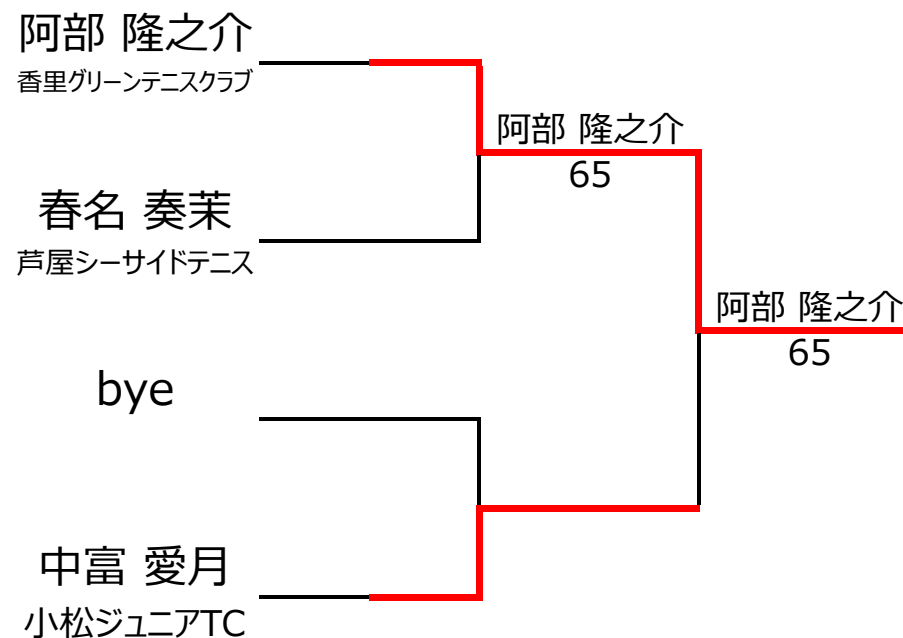 阿部 隆之介
香里グリーンテニスクラブ
阿部 隆之介
65
春名 奏茉
芦屋シーサイドテニス
阿部 隆之介
65
bye
中富 愛月
小松ジュニアTC